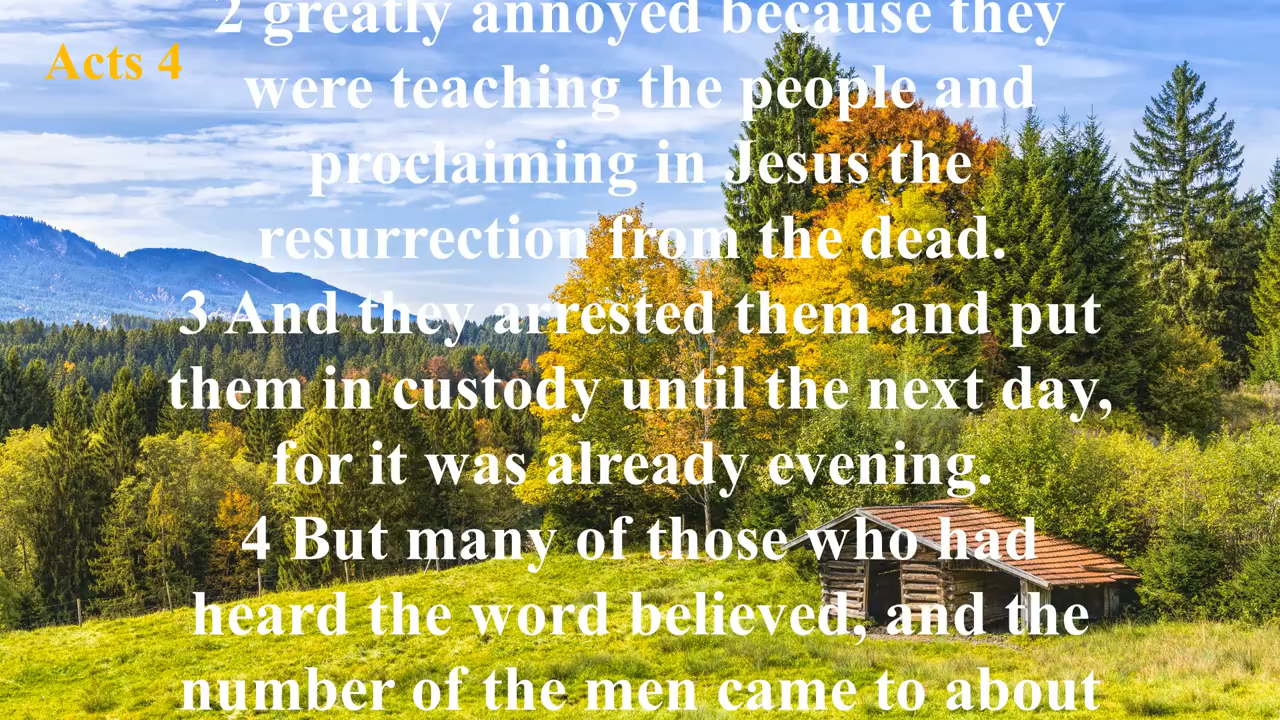 2 greatly annoyed because they
Acts 4
were teaching the people and
proclaiming in Jesus the
resurrection from the dead.
3 And they arrested them and put
them in custody until the next day,
for it was already evening.
4 But many of those who had
heard the word believed, and the
number of the men came to about